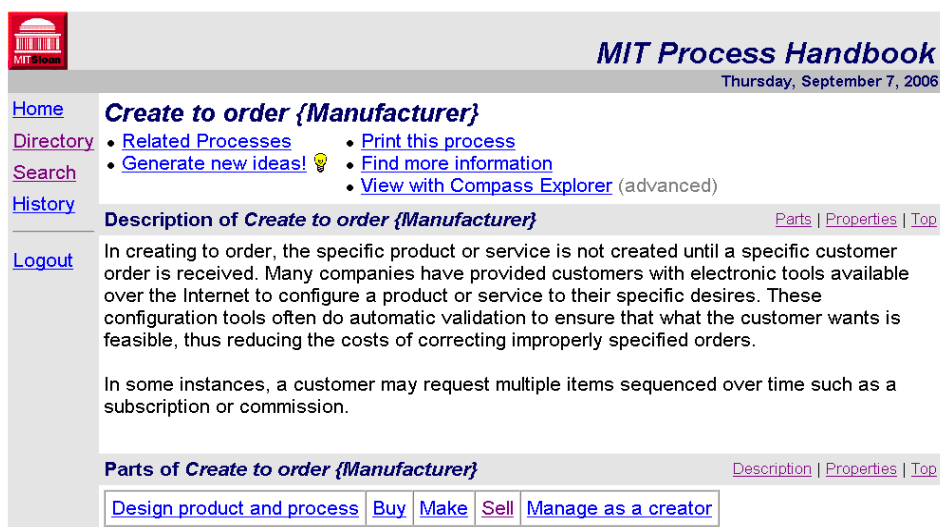 MITSloan
MIT Process Handbook
Thursday, September 7, 2006
Home
Directory
Search
History
Logout
Create to order {Manufacturer}
• Related Processes
• Generate new ideas!
• Print this process
• Find more information
• View with Compass Explorer (advanced)
Description of Create to order {Manufacturer}
Parts | Properties | Top
In creating to order, the specific product or service is not created until a specific customer
order is received. Many companies have provided customers with electronic tools available
over the Internet to configure a product or service to their specific desires. These
configuration tools often do automatic validation to ensure that what the customer wants is
feasible, thus reducing the costs of correcting improperly specified orders.
In some instances, a customer may request multiple items sequenced over time such as a
subscription or commission.
Parts of Create to order {Manufacturer}
Description | Properties | Top
Design product and process Buy Make Sell Manage as a creator